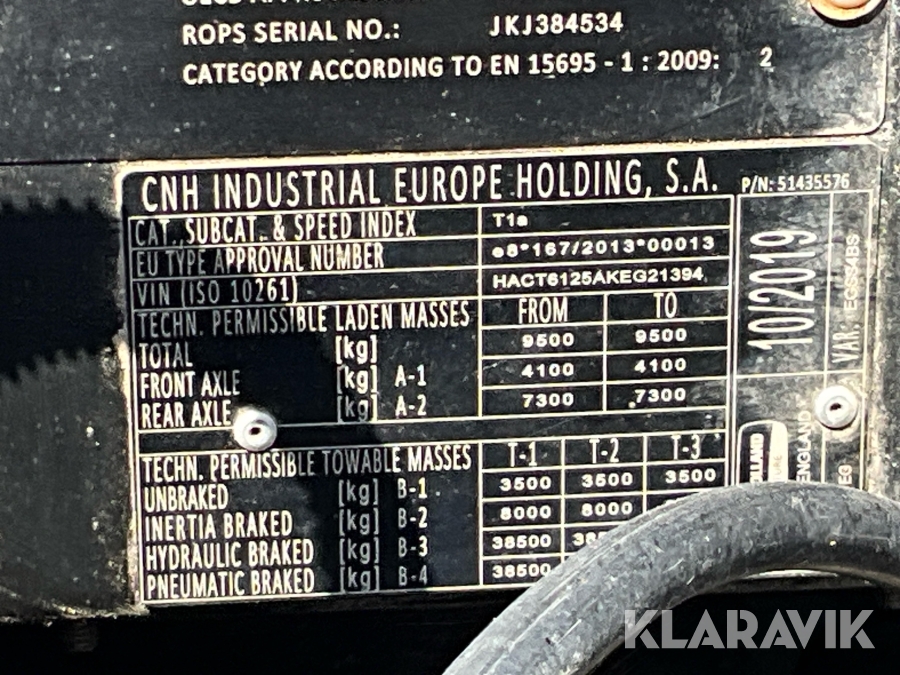 ROPS SERIAL NO.: JKJ384534
CATEGORY ACCORDING TO EN 15695 - 1 : 2009: 2
CNH INDUSTRIAL EUROPE HOLDING, S.A. P/N: 51435576
CAT., SUBCAT. & SPEED INDEX T1a
EU TYPE APPROVAL NUMBER e8*167/2013*00013
VIN (ISO 10261) HACT6125AKEG21394
TECHN. PERMISSIBLE LADEN MASSES FROM TO
TOTAL [kg] 9500 9500
FRONT AXLE [kg] A-1 4100 4100
REAR AXLE [kg] A-2 7300 7300
TECHN. PERMISSIBLE TOWABLE MASSES T-1 T-2 T-3
UNBRAKED [kg] B-1 3500 3500 3500
INERTIA BRAKED [kg] B-2 8000 8000
HYDRAULIC BRAKED [kg] B-3 38500
PNEUMATIC BRAKED [kg] B-4 38500
10/2019
VAR.:
ENGLAND
EG
KLARAVIK